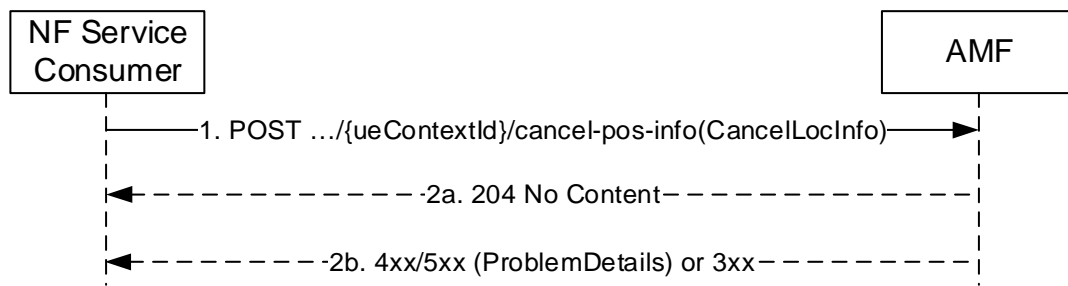 NF Service
Consumer
AMF
1. POST …/{ueContextId}/cancel-pos-info(CancelLocInfo)
2a. 204 No Content
2b. 4xx/5xx (ProblemDetails) or 3xx